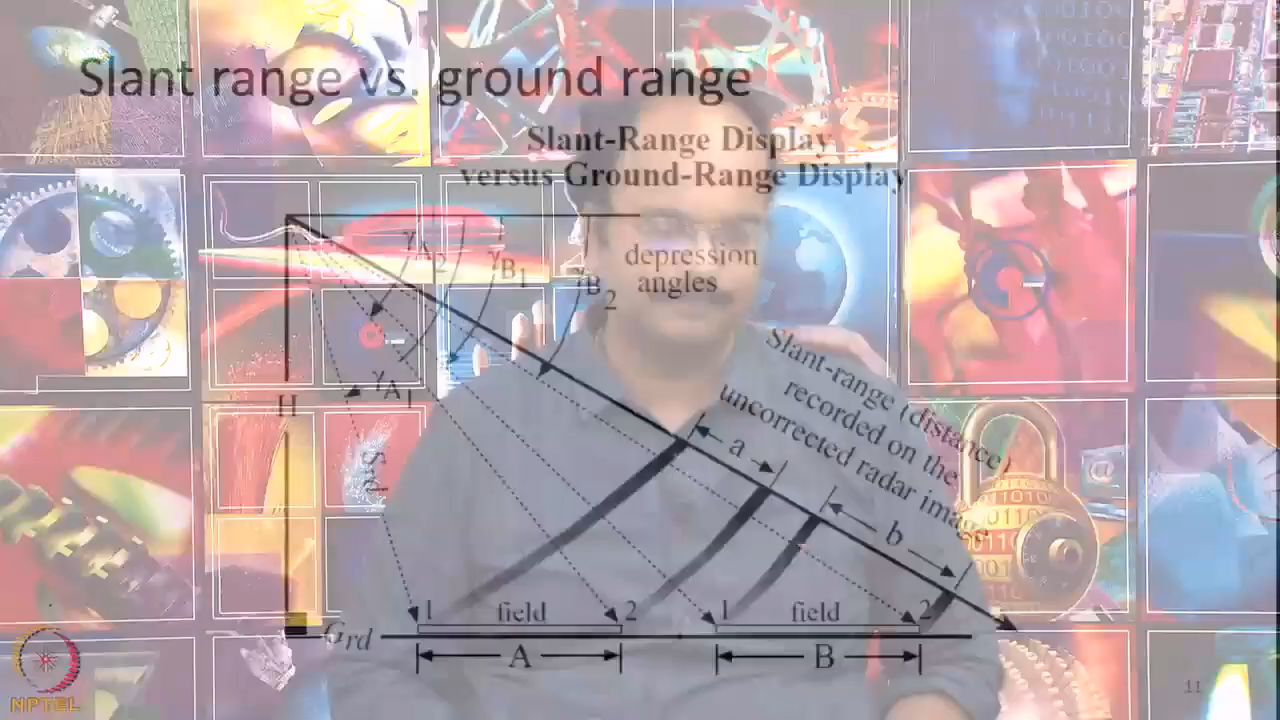 Slant range vs. ground range
Slant-Range Display
versus Ground-Range Display
γA2
γB1
γB2
depression
angles
γA1
H
Srd
Slant-range (distance)
recorded on the
uncorrected radar image
a
b
1 field 2 1 field 2
Grd
A B
@
11
NPTEL